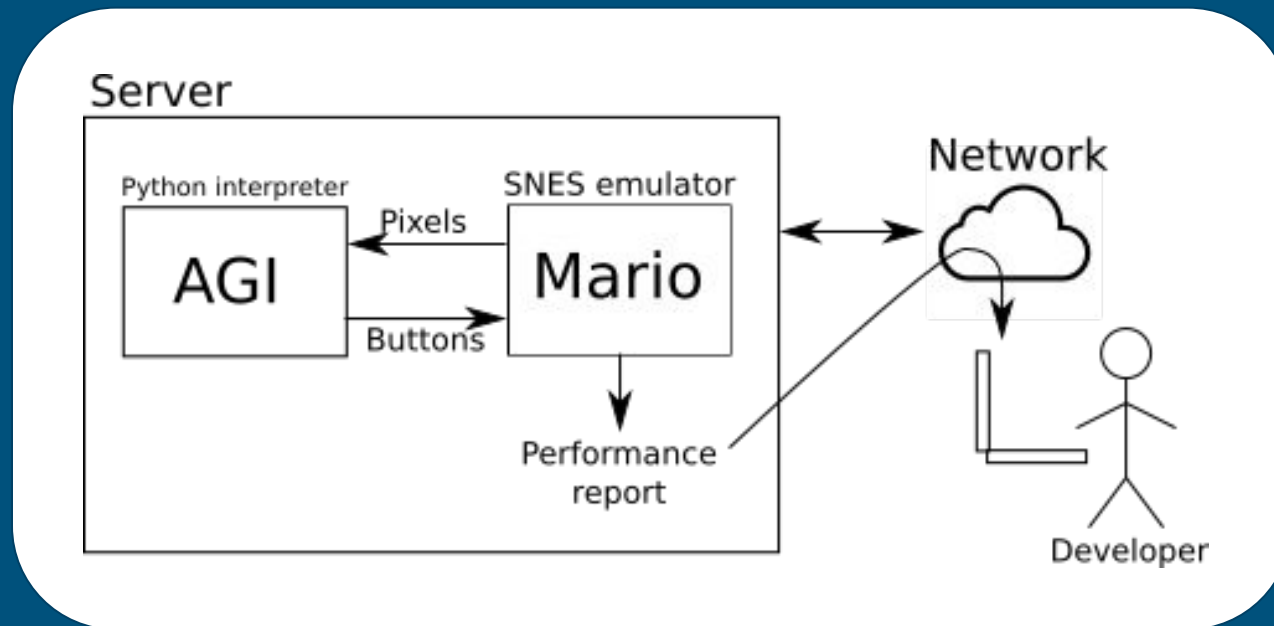 Server
Network
Python interpreter
SNES emulator
Pixels
AGI
Mario
Buttons
Performance
report
Developer